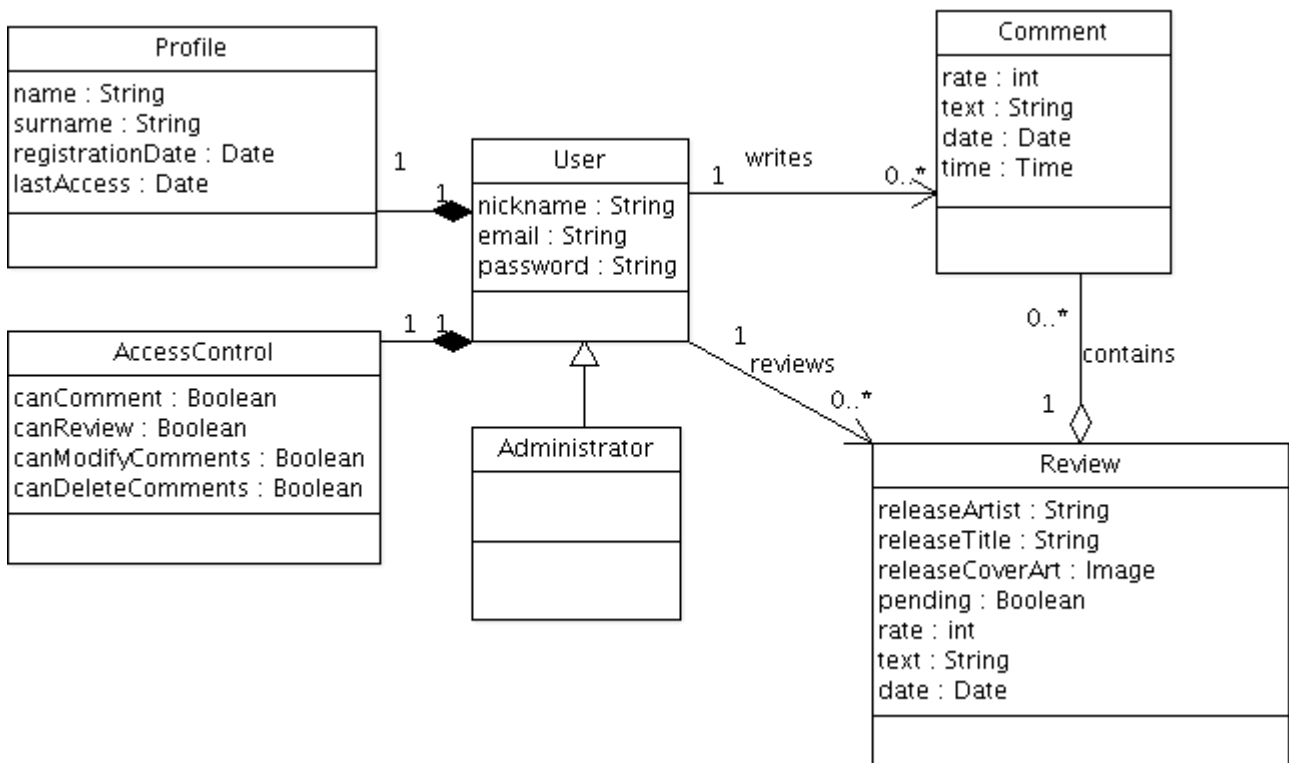 Profile
name : String
surname : String
registrationDate : Date
lastAccess : Date
1
1
User
nickname : String
email : String
password : String
1
writes
0..*
Comment
rate : int
text : String
date : Date
time : Time
AccessControl
canComment : Boolean
canReview : Boolean
canModifyComments : Boolean
canDeleteComments : Boolean
1
1
1
reviews
0..*
0..*
contains
1
Administrator
Review
releaseArtist : String
releaseTitle : String
releaseCoverArt : Image
pending : Boolean
rate : int
text : String
date : Date